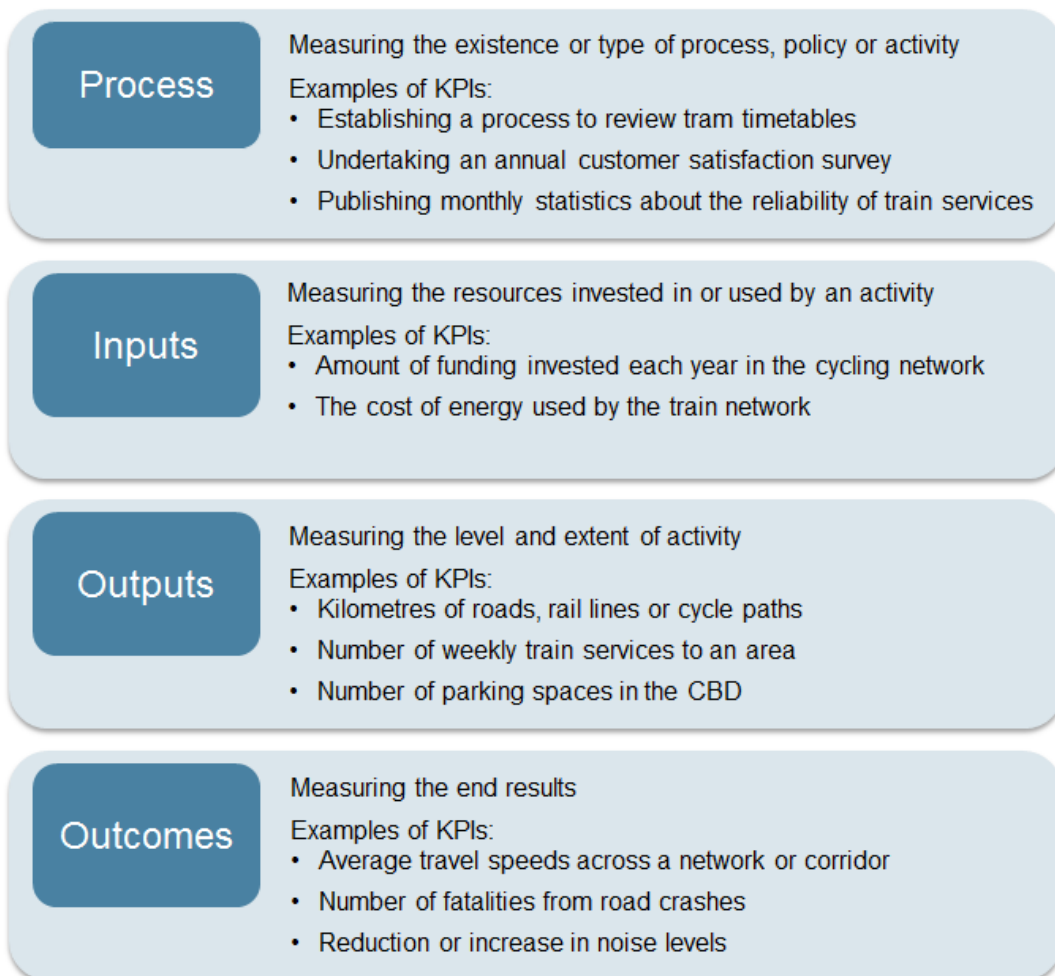 Process
Measuring the existence or type of process, policy or activity
Examples of KPIs:
• Establishing a process to review tram timetables
• Undertaking an annual customer satisfaction survey
• Publishing monthly statistics about the reliability of train services
Inputs
Measuring the resources invested in or used by an activity
Examples of KPIs:
• Amount of funding invested each year in the cycling network
• The cost of energy used by the train network
Outputs
Measuring the level and extent of activity
Examples of KPIs:
• Kilometres of roads, rail lines or cycle paths
• Number of weekly train services to an area
• Number of parking spaces in the CBD
Outcomes
Measuring the end results
Examples of KPIs:
• Average travel speeds across a network or corridor
• Number of fatalities from road crashes
• Reduction or increase in noise levels